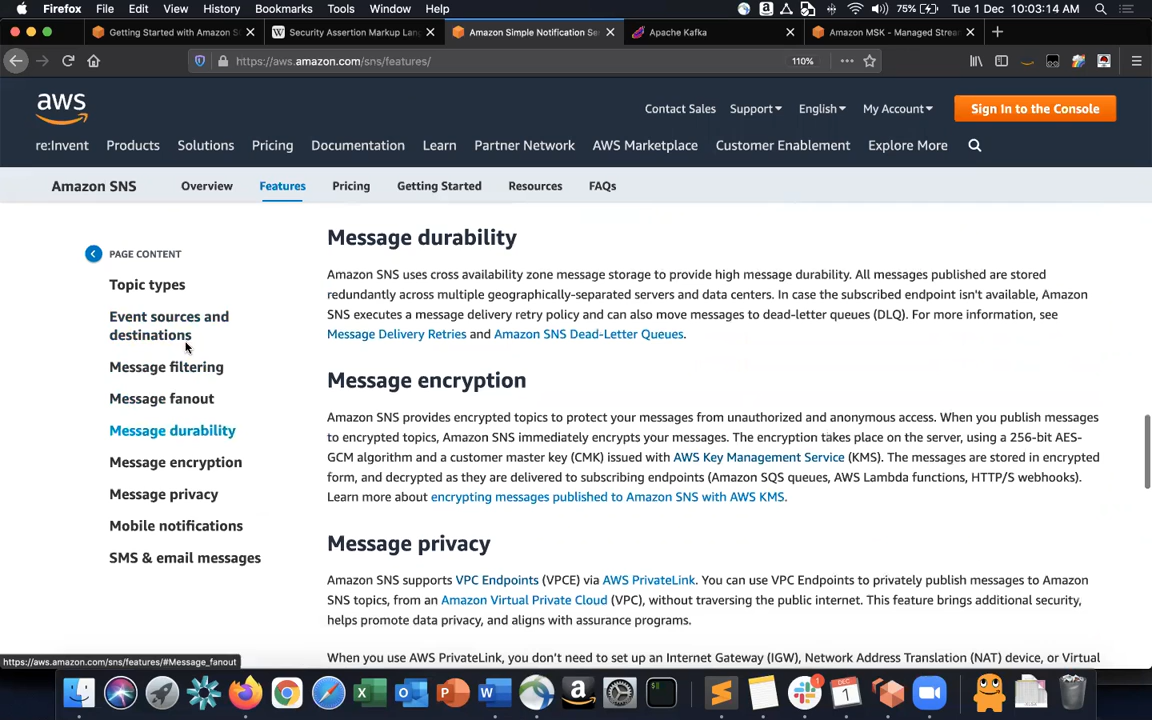 Firefox File Edit View History Bookmarks Tools Window Help 75% Tue 1 Dec 10:03:14 AM
Getting Started with Amazon S Security Assertion Markup Lan Amazon Simple Notification Se Apache Kafka Amazon MSK - Managed Strea
https://aws.amazon.com/sns/features/ 110%
aws
Contact Sales Support English My Account Sign In to the Console
re:Invent Products Solutions Pricing Documentation Learn Partner Network AWS Marketplace Customer Enablement Explore More
Amazon SNS Overview Features Pricing Getting Started Resources FAQs
PAGE CONTENT
Topic types
Event sources and
destinations
Message filtering
Message fanout
Message durability
Message encryption
Message privacy
Mobile notifications
SMS & email messages
Message durability
Amazon SNS uses cross availability zone message storage to provide high message durability. All messages published are stored
redundantly across multiple geographically-separated servers and data centers. In case the subscribed endpoint isn't available, Amazon
SNS executes a message delivery retry policy and can also move messages to dead-letter queues (DLQ). For more information, see
Message Delivery Retries and Amazon SNS Dead-Letter Queues.
Message encryption
Amazon SNS provides encrypted topics to protect your messages from unauthorized and anonymous access. When you publish messages
to encrypted topics, Amazon SNS immediately encrypts your messages. The encryption takes place on the server, using a 256-bit AES-
GCM algorithm and a customer master key (CMK) issued with AWS Key Management Service (KMS). The messages are stored in encrypted
form, and decrypted as they are delivered to subscribing endpoints (Amazon SQS queues, AWS Lambda functions, HTTP/S webhooks).
Learn more about encrypting messages published to Amazon SNS with AWS KMS.
Message privacy
Amazon SNS supports VPC Endpoints (VPCE) via AWS PrivateLink. You can use VPC Endpoints to privately publish messages to Amazon
SNS topics, from an Amazon Virtual Private Cloud (VPC), without traversing the public internet. This feature brings additional security,
helps promote data privacy, and aligns with assurance programs.
When you use AWS PrivateLink, you don't need to set up an Internet Gateway (IGW), Network Address Translation (NAT) device, or Virtual
https://aws.amazon.com/sns/features/#Message_fanout